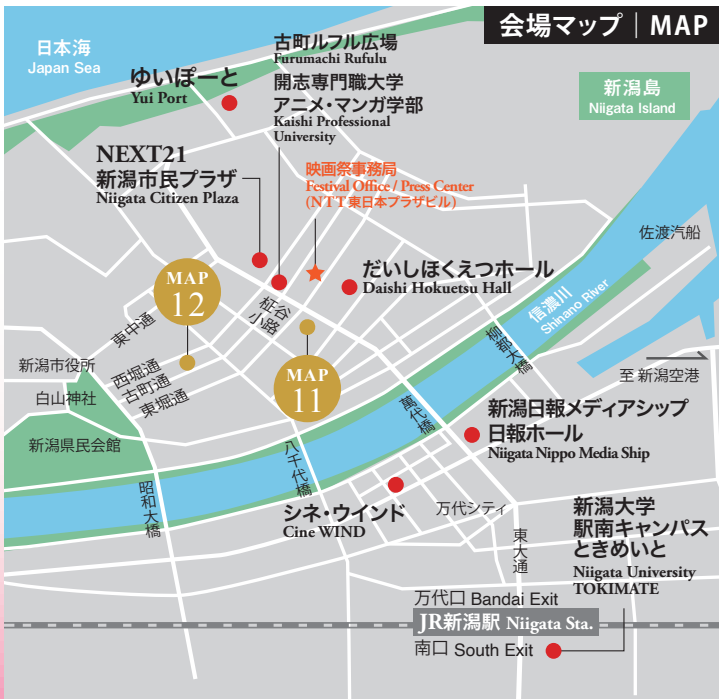 会場マップ｜MAP
日本海
Japan Sea
古町ルフル広場
Furumachi Rufulu
開志専門職大学
アニメ・マンガ学部
Kaishi Professional
University
ゆいぽーと
Yui Port
新潟島
Niigata Island
NEXT21
新潟市民プラザ
Niigata Citizen Plaza
映画祭事務局
Festival Office / Press Center
(NTT東日本プラザビル)
佐渡汽船
だいしほくえつホール
Daishi Hokuetsu Hall
MAP
12
信濃川
Shinano River
柾谷
小路
東中通
柳都大橋
新潟市役所
西堀通
古町通
東堀通
白山神社
MAP
11
至 新潟空港
萬代橋
新潟日報メディアシップ
日報ホール
Niigata Nippo Media Ship
新潟県民会館
八千代橋
昭和大橋
シネ・ウインド
Cine WIND
万代シティ
新潟大学
駅南キャンパス
ときめいと
Niigata University
TOKIMATE
東大通
万代口 Bandai Exit
JR新潟駅 Niigata Sta.
南口 South Exit